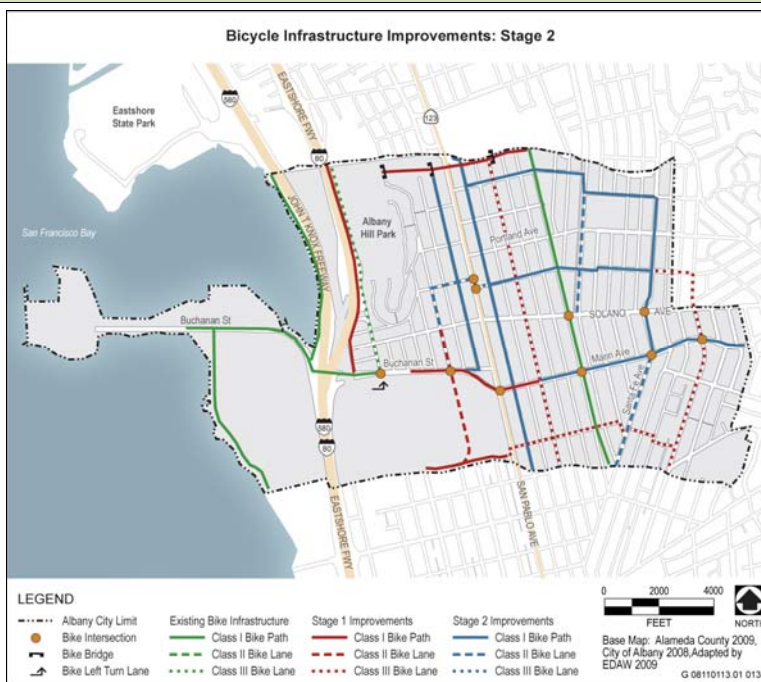 Bicycle Infrastructure Improvements: Stage 2
Eastshore
State Park
580
EASTSHORE FWY
80
123
San Francisco Bay
JOHN T KNOX FREEWAY
Albany
Hill Park
Portland Ave
Buchanan St
SOLANO AVE
Buchanan St
Marin Ave
Santa Fe Ave
580
80
EASTSHORE FWY
SAN PABLO AVE
LEGEND
Albany City Limit
Bike Intersection
Bike Bridge
Bike Left Turn Lane
Existing Bike Infrastructure
Class I Bike Path
Class II Bike Lane
Class III Bike Lane
Stage 1 Improvements
Class I Bike Path
Class II Bike Lane
Class III Bike Lane
Stage 2 Improvements
Class I Bike Path
Class II Bike Lane
Class III Bike Lane
0 2000 4000
FEET
NORTH
Base Map: Alameda County 2009,
City of Albany 2008,Adapted by
EDAW 2009
G 08110113.01 013